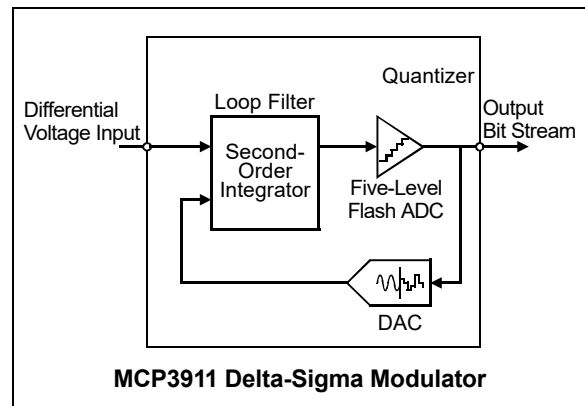 Quantizer
Differential
Voltage Input
Loop Filter
Output
Bit Stream
Second-
Order
Integrator
Five-Level
Flash ADC
DAC
MCP3911 Delta-Sigma Modulator